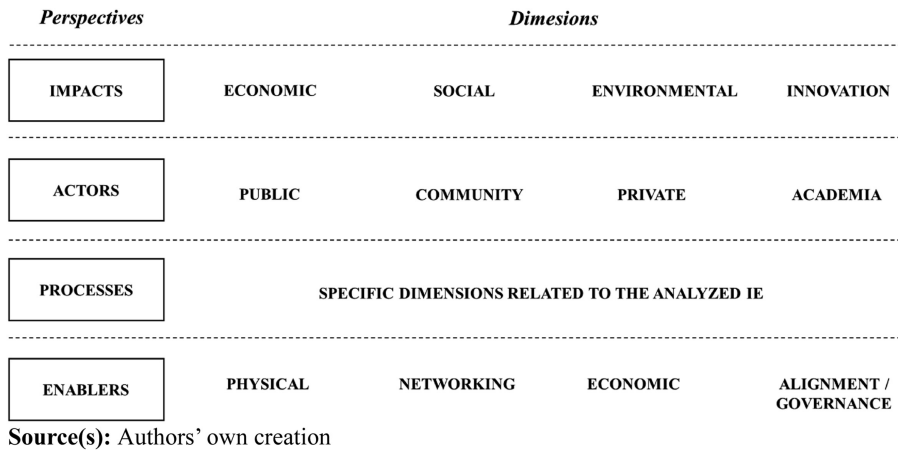 Perspectives Dimesions
IMPACTS ECONOMIC SOCIAL ENVIRONMENTAL INNOVATION
ACTORS PUBLIC COMMUNITY PRIVATE ACADEMIA
PROCESSES SPECIFIC DIMENSIONS RELATED TO THE ANALYZED IE
ENABLERS PHYSICAL NETWORKING ECONOMIC ALIGNMENT /
GOVERNANCE
Source(s): Authors’ own creation